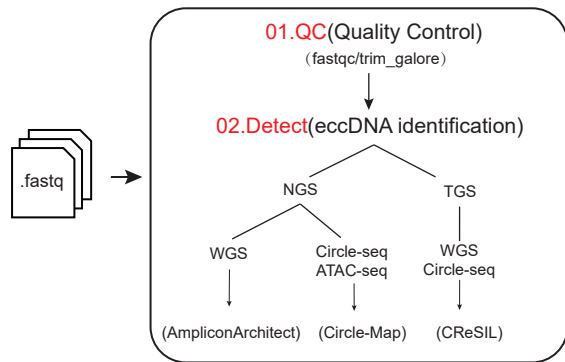 01.QC(Quality Control)
(fastqc/trim_galore)
02.Detect(eccDNA identification)
.fastq
NGS
TGS
WGS
Circle-seq
ATAC-seq
WGS
Circle-seq
(AmpliconArchitect)
(Circle-Map)
(CReSIL)